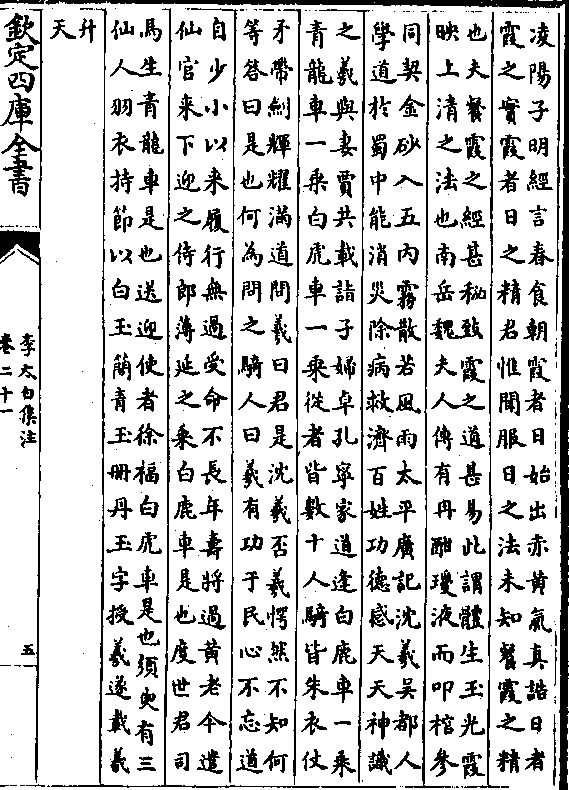 凌陽子明經言春食朝霞者日始出赤黃氣真誥日者
霞之實霞者日之精君惟聞服日之法未知餐霞之精
也夫餐霞之經甚秘致霞之道甚易此謂體生玉光霞
映上清之法也南岳魏夫人傳有丹酣瓊液而叩棺參
同契金砂入五內霧散若風雨太平廣記沈羲吳郡人
學道於蜀中能消災除病救濟百姓功德感天天神識
之羲與妻賈共載詣子婦卓孔寧家道逢白鹿車一乘
青龍車一乘白虎車一乘從者皆數十人騎皆朱衣仗
矛帶劍輝耀滿道問羲曰君是沈羲否羲愕然不知何
等答曰是也何為問之騎人曰羲有功于民心不忘道
自少小以来履行無過受命不長年壽將過黃老今遣
仙官来下迎之侍郎薄延之乘白鹿車是也度世君司
馬生青龍車是也送迎使者徐福白虎車是也須臾有三
仙人羽衣持節以白玉簡青玉册丹玉字授羲遂載羲
升
天
欽定四庫全書
李太白集注
卷二十一
五